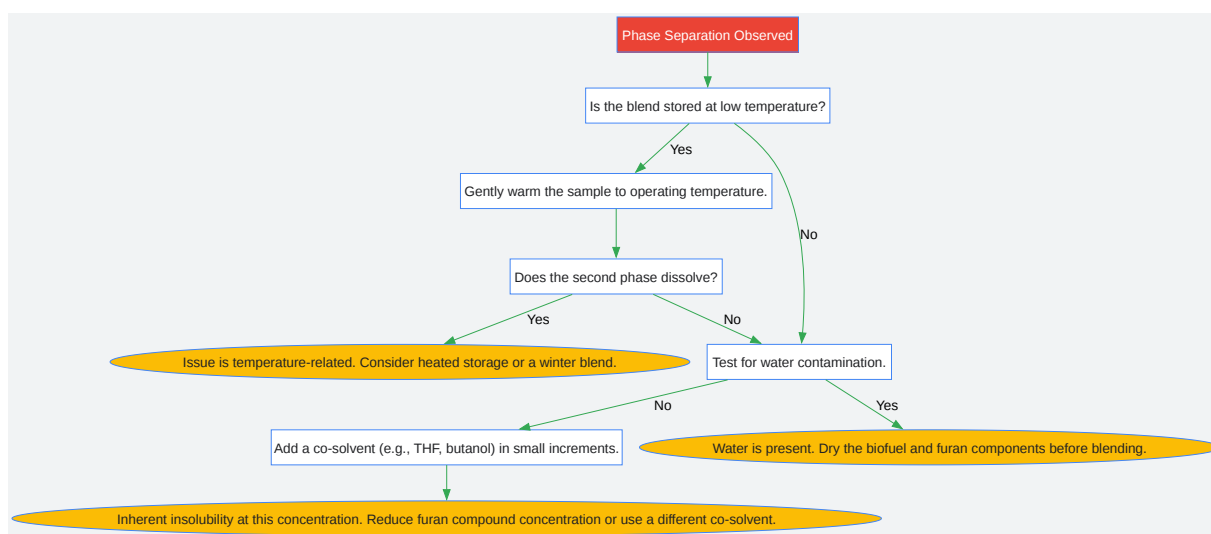 Phase Separation Observed
Is the blend stored at low temperature?
Yes
Gently warm the sample to operating temperature.
No
Does the second phase dissolve?
Yes
No
Issue is temperature-related. Consider heated storage or a winter blend.
Test for water contamination.
No
Yes
Add a co-solvent (e.g., THF, butanol) in small increments.
Water is present. Dry the biofuel and furan components before blending.
Inherent insolubility at this concentration. Reduce furan compound concentration or use a different co-solvent.